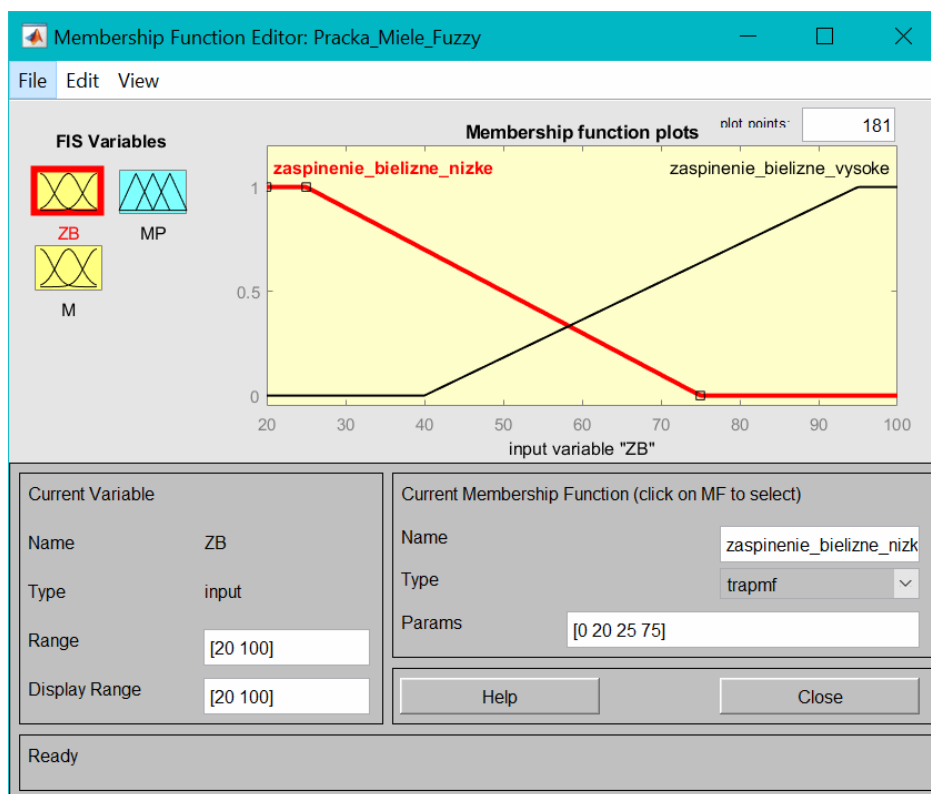 Membership Function Editor: Pracka_Miele_Fuzzy
File Edit View
FIS Variables
ZB
MP
M
Membership function plots
plot points:
181
zaspinenie_bielizne_nizke
zaspinenie_bielizne_vysoke
1
0.5
0
20 30 40 50 60 70 80 90 100
input variable "ZB"
Current Variable
Name ZB
Type input
Range [20 100]
Display Range [20 100]
Current Membership Function (click on MF to select)
Name zaspinenie_bielizne_nizk
Type trapmf
Params [0 20 25 75]
Help Close
Ready